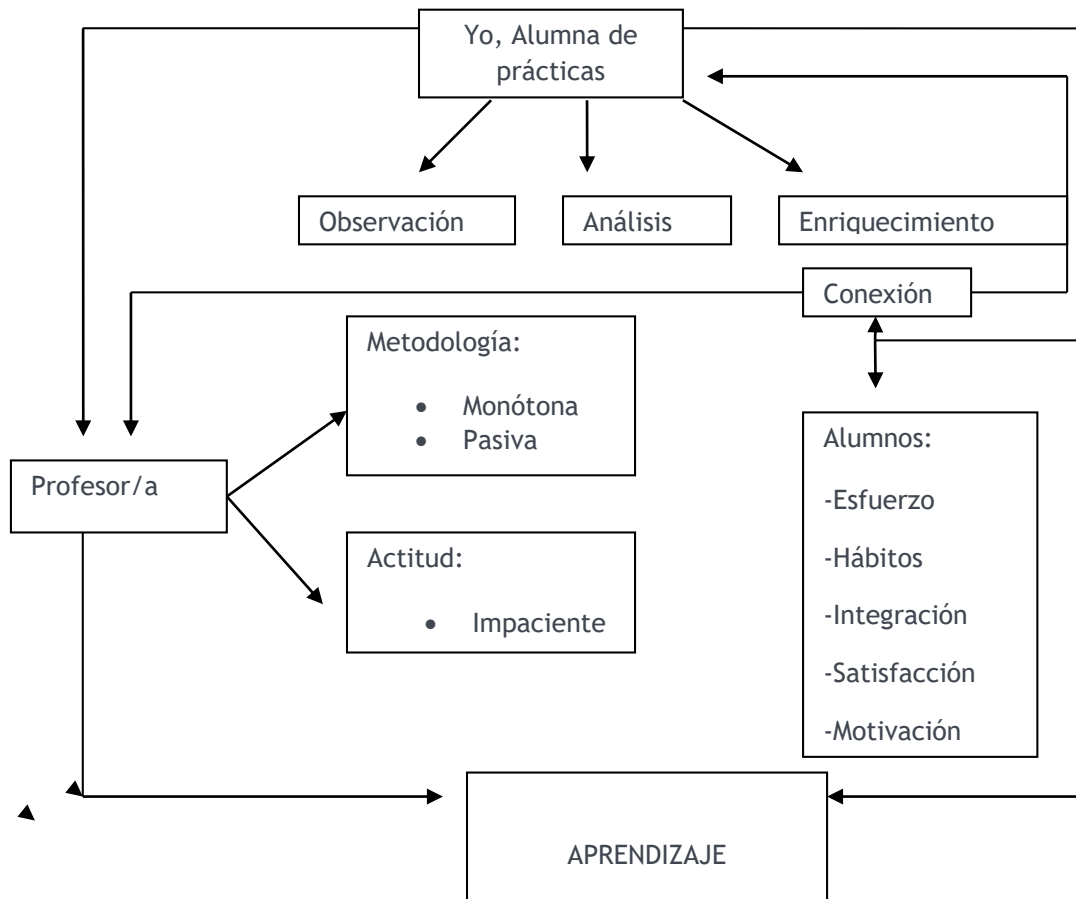 Yo, Alumna de
prácticas
Observación
Análisis
Enriquecimiento
Conexión
Metodología:
• Monótona
• Pasiva
Profesor/a
Actitud:
• Impaciente
Alumnos:
-Esfuerzo
-Hábitos
-Integración
-Satisfacción
-Motivación
APRENDIZAJE